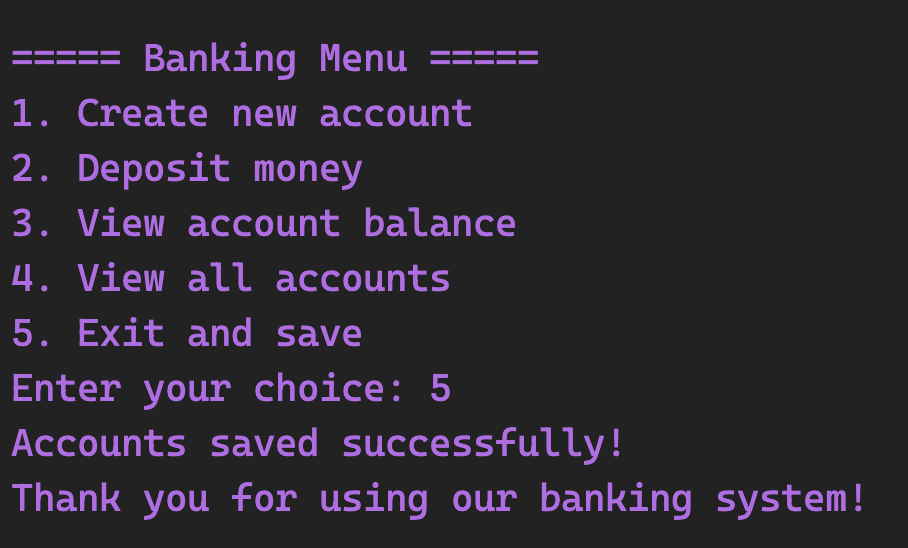 ===== Banking Menu =====
1. Create new account
2. Deposit money
3. View account balance
4. View all accounts
5. Exit and save
Enter your choice: 5
Accounts saved successfully!
Thank you for using our banking system!